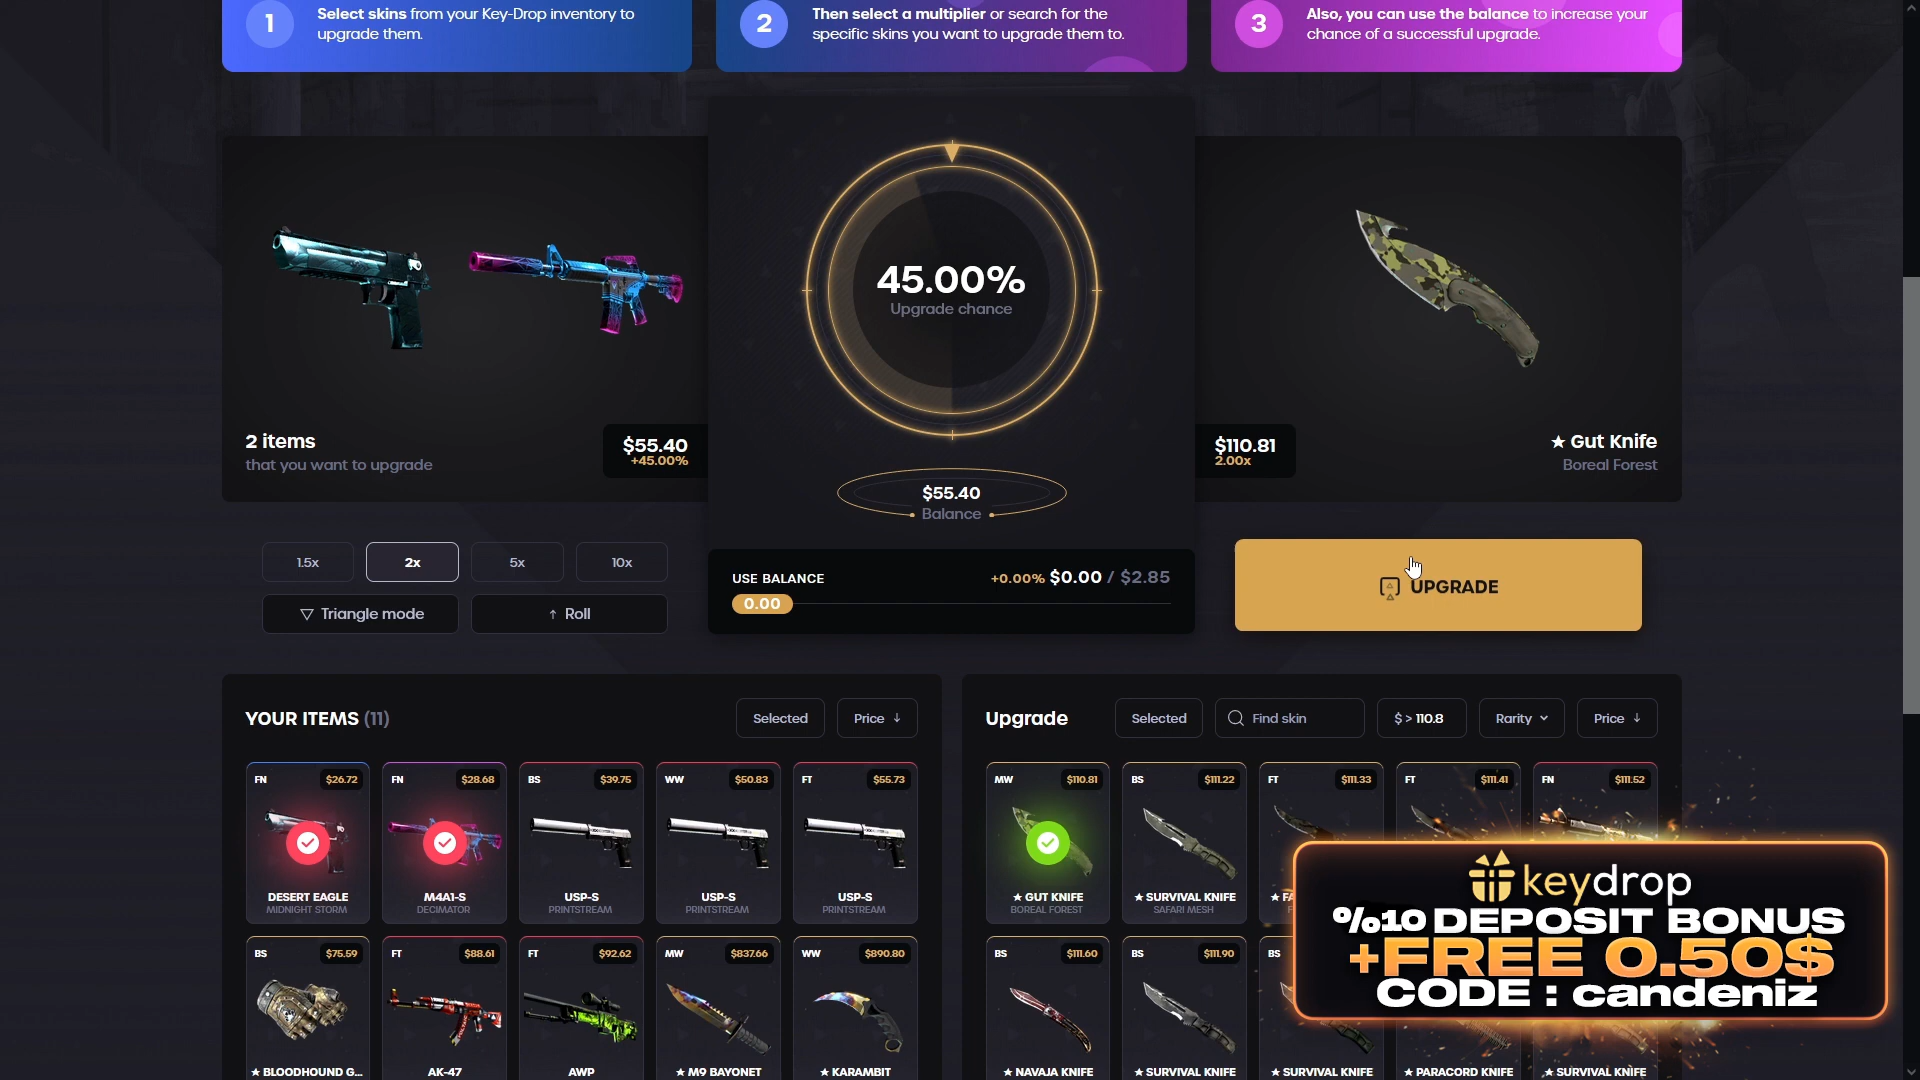 1
Select skins from your Key-Drop inventory to
upgrade them.
2
Then select a multiplier or search for the
specific skins you want to upgrade them to.
3
Also, you can use the balance to increase your
chance of a successful upgrade.
45.00%
Upgrade chance
2 items
that you want to upgrade
$55.40
+45.00%
$110.81
2.00x
★ Gut Knife
Boreal Forest
$55.40
Balance
1.5x
2x
5x
10x
Triangle mode
Roll
USE BALANCE
+0.00% $0.00 / $2.85
0.00
UPGRADE
YOUR ITEMS (11)
Selected
Price
Upgrade
Selected
Find skin
$ > 110.8
Rarity
Price
FN $26.72
DESERT EAGLE
MIDNIGHT STORM
FN $28.68
M4A1-S
DECIMATOR
BS $39.75
USP-S
PRINTSTREAM
WW $50.83
USP-S
PRINTSTREAM
FT $55.73
USP-S
PRINTSTREAM
MW $110.81
★ GUT KNIFE
BOREAL FOREST
BS $111.22
★ SURVIVAL KNIFE
SAFARI MESH
FT $111.33
FT $111.41
FN $111.52
BS $75.59
★ BLOODHOUND G...
FT $88.61
AK-47
FT $92.62
AWP
MW $837.66
★ M9 BAYONET
WW $890.80
★ KARAMBIT
BS $111.60
★ NAVAJA KNIFE
BS $111.90
★ SURVIVAL KNIFE
BS
★ SURVIVAL KNIFE
★ PARACORD KNIFE
★ SURVIVAL KNIFE
keydrop
%10 DEPOSIT BONUS
+FREE 0.50$
CODE : candeniz